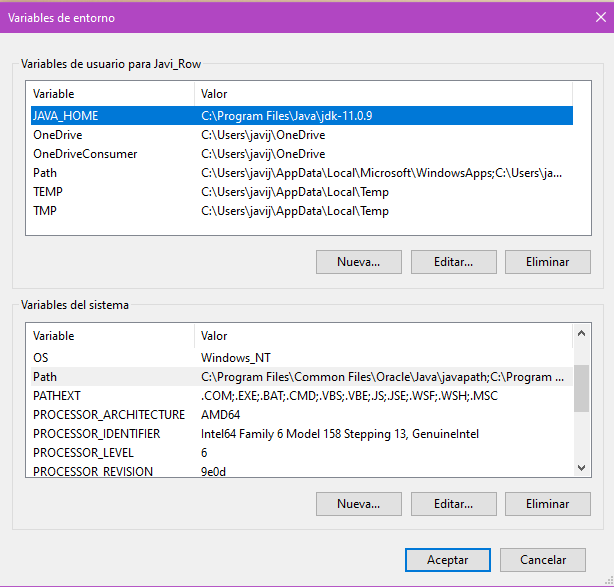 Variables de entorno
Variables de usuario para Javi_Row
Variable Valor
JAVA_HOME C:\Program Files\Java\jdk-11.0.9
OneDrive C:\Users\javij\OneDrive
OneDriveConsumer C:\Users\javij\OneDrive
Path C:\Users\javij\AppData\Local\Microsoft\WindowsApps;C:\Users\ja...
TEMP C:\Users\javij\AppData\Local\Temp
TMP C:\Users\javij\AppData\Local\Temp
Nueva... Editar... Eliminar
Variables del sistema
Variable Valor
OS Windows_NT
Path C:\Program Files\Common Files\Oracle\Java\javapath;C:\Program ...
PATHEXT .COM;.EXE;.BAT;.CMD;.VBS;.VBE;.JS;.JSE;.WSF;.WSH;.MSC
PROCESSOR_ARCHITECTURE AMD64
PROCESSOR_IDENTIFIER Intel64 Family 6 Model 158 Stepping 13, GenuineIntel
PROCESSOR_LEVEL 6
PROCESSOR_REVISION 9e0d
Nueva... Editar... Eliminar
Aceptar Cancelar